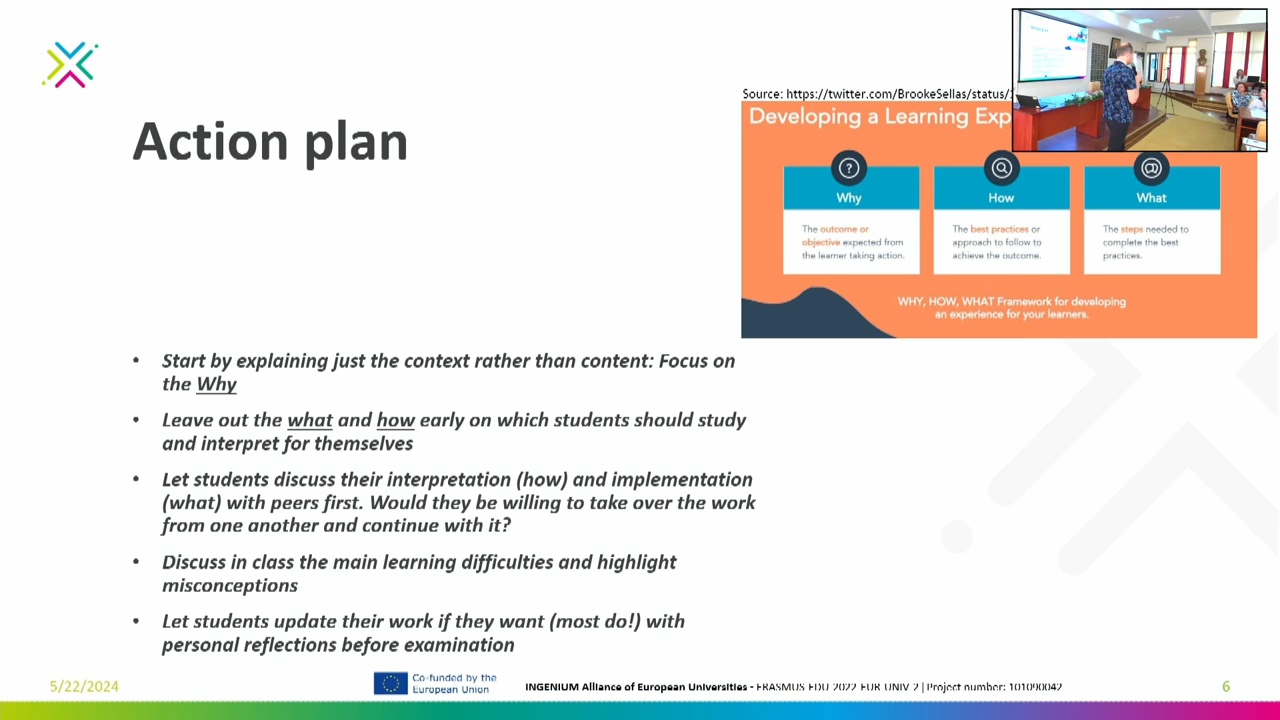 Source: https://twitter.com/BrookeSellas/status/
Developing a Learning Exp
Action plan
?
Why
How
What
The outcome or
objective expected from
the learner taking action.
The best practices or
approach to follow to
achieve the outcome.
The steps needed to
complete the best
practices.
WHY, HOW, WHAT Framework for developing
an experience for your learners.
• Start by explaining just the context rather than content: Focus on
the Why
• Leave out the what and how early on which students should study
and interpret for themselves
• Let students discuss their interpretation (how) and implementation
(what) with peers first. Would they be willing to take over the work
from one another and continue with it?
• Discuss in class the main learning difficulties and highlight
misconceptions
• Let students update their work if they want (most do!) with
personal reflections before examination
5/22/2024
Co-funded by the
European Union
INGENIUM Alliance of European Universities - ERASMUS-EDU-2022-EUR-UNIV-2 | Project number: 101090042
6